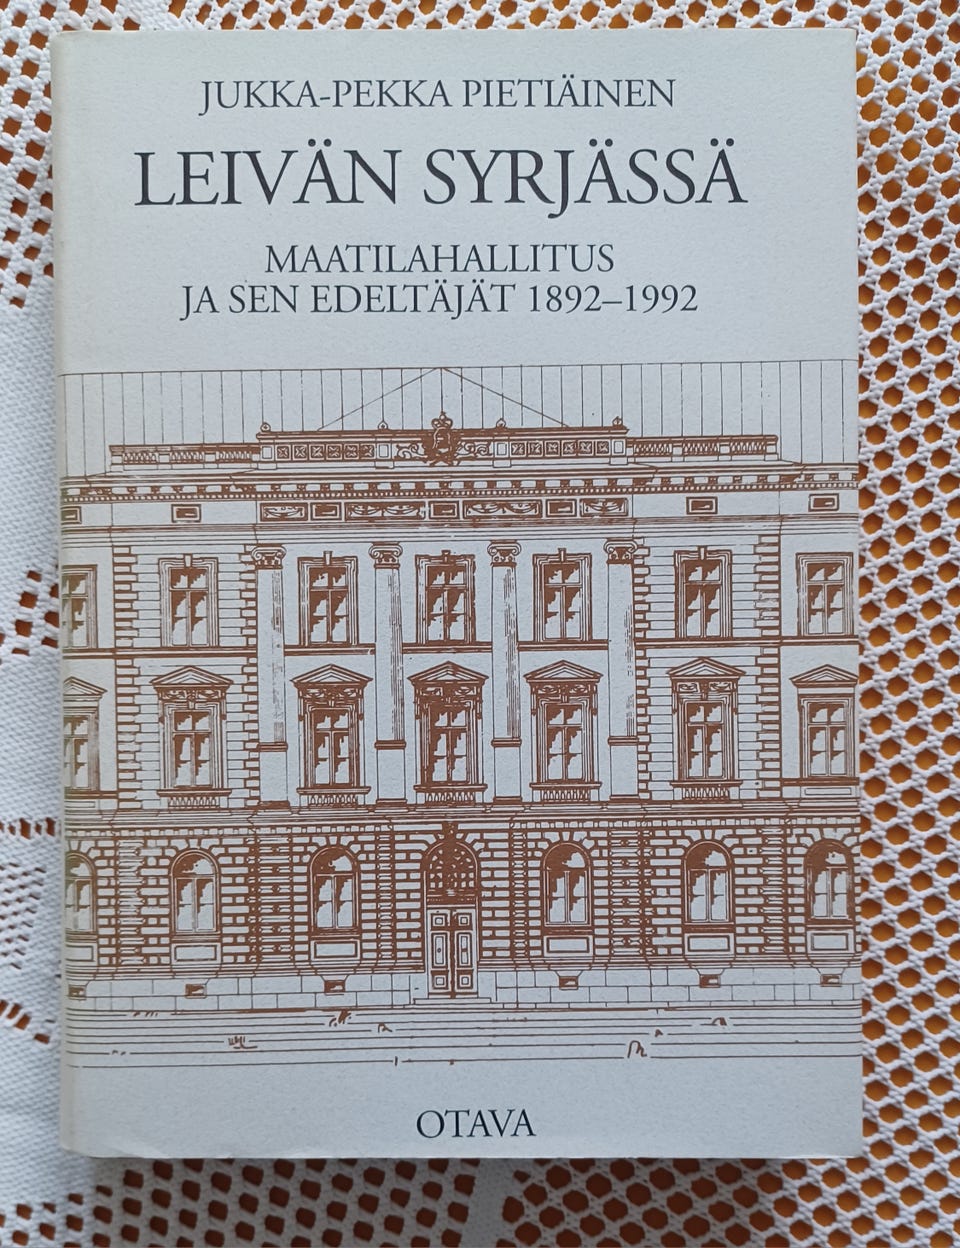 JUKKA-PEKKA PIETIÄINEN
LEIVÄN SYRJÄSSÄ
MAATILAHALLITUS
JA SEN EDELTÄJÄT 1892–1992
OTAVA